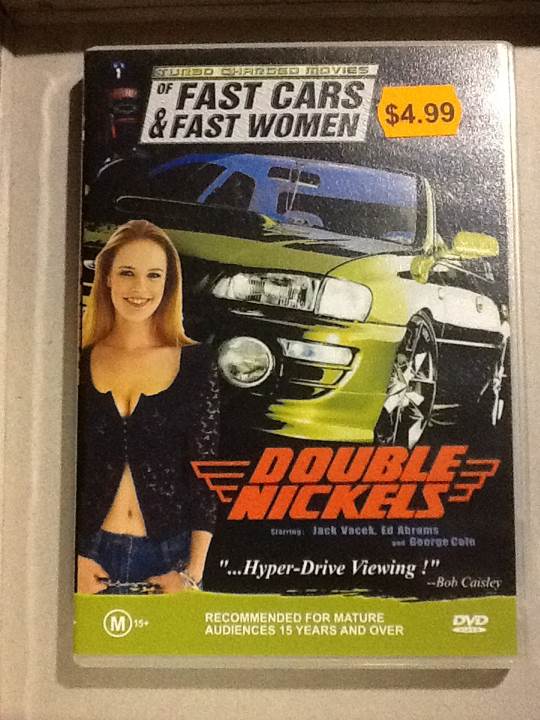 TURBO CHARGED MOVIES
OF FAST CARS
& FAST WOMEN
$4.99
DOUBLE
NICKELS
Starring: Jack Vacek, Ed Abrams
and George Cole
"...Hyper-Drive Viewing !"
--Bob Caisley
M 15+
RECOMMENDED FOR MATURE
AUDIENCES 15 YEARS AND OVER
DVD
VIDEO